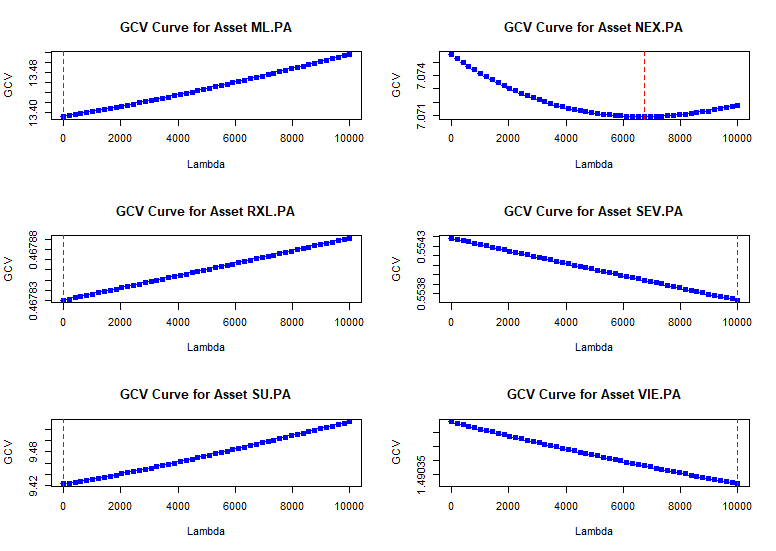 GCV Curve for Asset ML.PA
GCV
13.40 13.48
0 2000 4000 6000 8000 10000
Lambda
GCV Curve for Asset NEX.PA
GCV
7.071 7.074
0 2000 4000 6000 8000 10000
Lambda
GCV Curve for Asset RXL.PA
GCV
0.46783 0.46788
0 2000 4000 6000 8000 10000
Lambda
GCV Curve for Asset SEV.PA
GCV
0.5538 0.5543
0 2000 4000 6000 8000 10000
Lambda
GCV Curve for Asset SU.PA
GCV
9.42 9.48
0 2000 4000 6000 8000 10000
Lambda
GCV Curve for Asset VIE.PA
GCV
1.49035
0 2000 4000 6000 8000 10000
Lambda